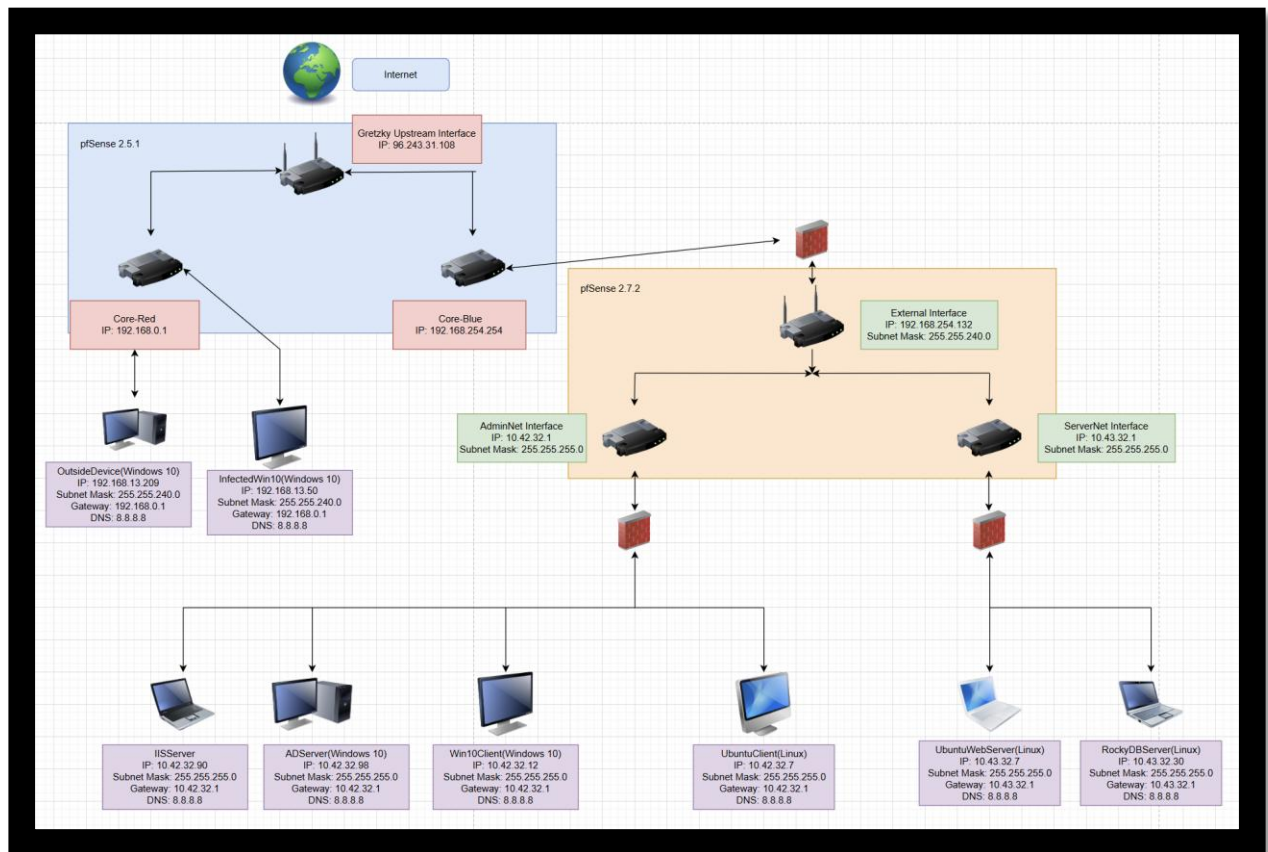 Internet
Gretzky Upstream Interface
IP: 96.243.31.108
pfSense 2.5.1
Core-Red
IP: 192.168.0.1
Core-Blue
IP: 192.168.254.254
pfSense 2.7.2
External Interface
IP: 192.168.254.132
Subnet Mask: 255.255.240.0
AdminNet Interface
IP: 10.42.32.1
Subnet Mask: 255.255.255.0
ServerNet Interface
IP: 10.43.32.1
Subnet Mask: 255.255.255.0
OutsideDevice(Windows 10)
IP: 192.168.13.209
Subnet Mask: 255.255.240.0
Gateway: 192.168.0.1
DNS: 8.8.8.8
InfectedWin10(Windows 10)
IP: 192.168.13.50
Subnet Mask: 255.255.240.0
Gateway: 192.168.0.1
DNS: 8.8.8.8
IISServer
IP: 10.42.32.90
Subnet Mask: 255.255.255.0
Gateway: 10.42.32.1
DNS: 8.8.8.8
ADServer(Windows 10)
IP: 10.42.32.98
Subnet Mask: 255.255.255.0
Gateway: 10.42.32.1
DNS: 8.8.8.8
Win10Client(Windows 10)
IP: 10.42.32.12
Subnet Mask: 255.255.255.0
Gateway: 10.42.32.1
DNS: 8.8.8.8
UbuntuClient(Linux)
IP: 10.42.32.7
Subnet Mask: 255.255.255.0
Gateway: 10.42.32.1
DNS: 8.8.8.8
UbuntuWebServer(Linux)
IP: 10.43.32.7
Subnet Mask: 255.255.255.0
Gateway: 10.43.32.1
DNS: 8.8.8.8
RockyDBServer(Linux)
IP: 10.43.32.30
Subnet Mask: 255.255.255.0
Gateway: 10.43.32.1
DNS: 8.8.8.8